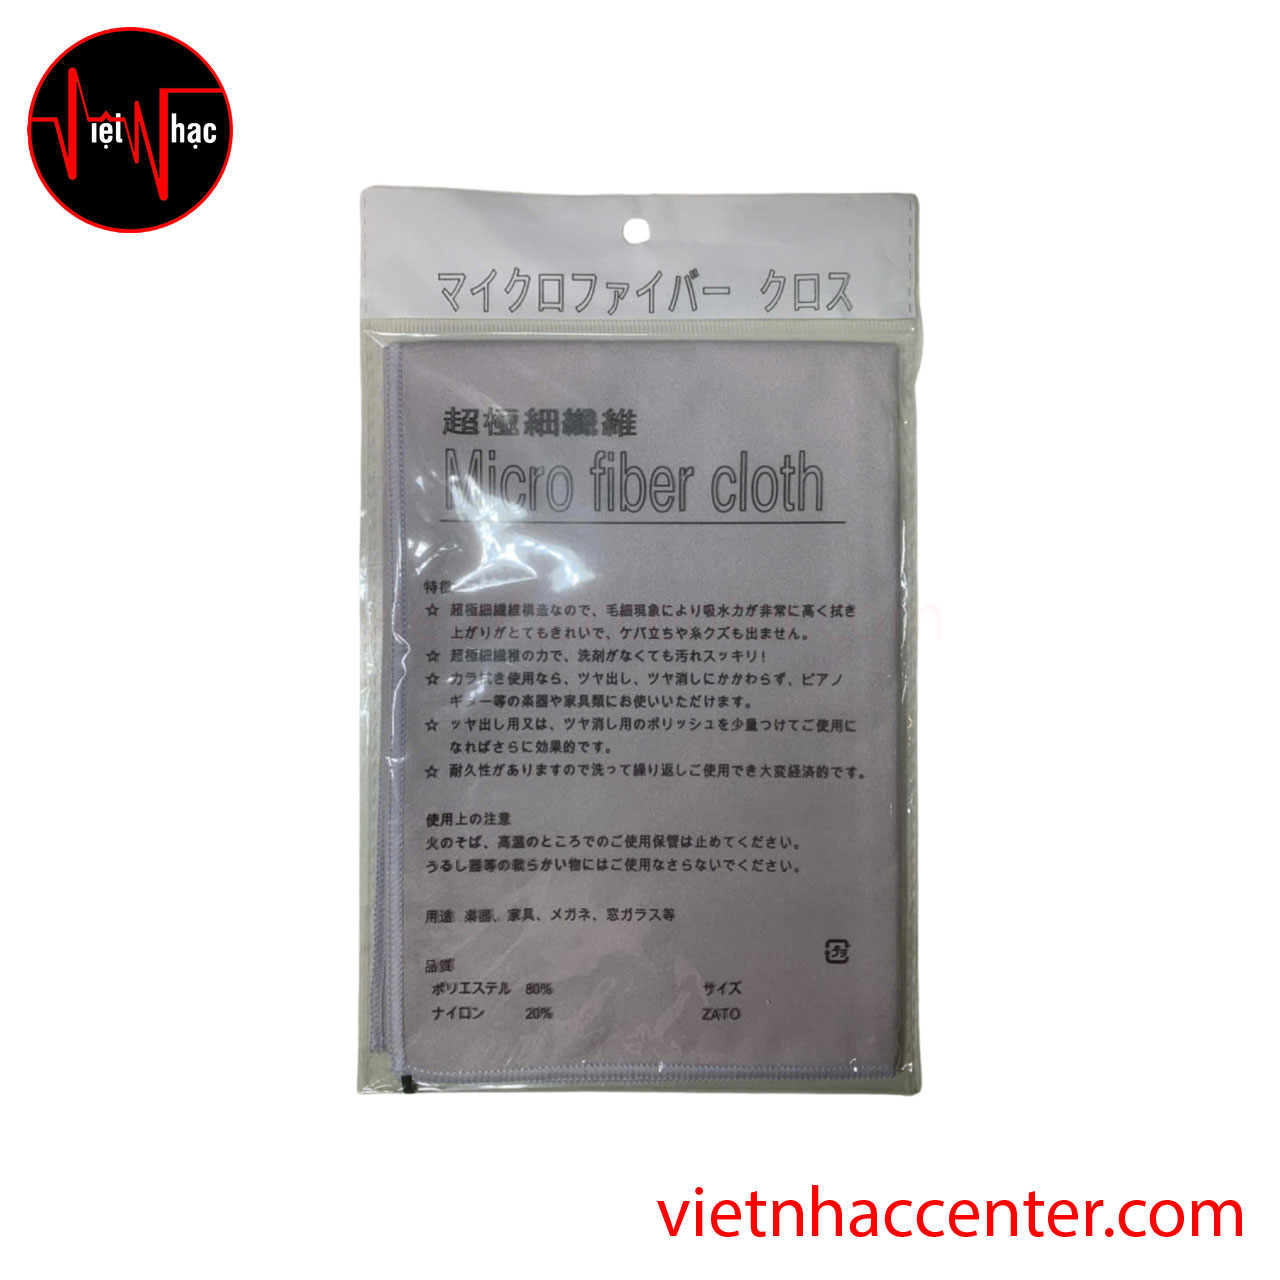 Việt Nhạc
マイクロファイバー クロス
超極細繊維
Micro fiber cloth
特徴
☆ 超極細繊維構造なので、毛細現象により吸水力が非常に高く拭き
上がりがとてもきれいで、ケバ立ちや糸クズも出ません。
☆ 超極細繊維の力で、洗剤がなくても汚れスッキリ!
☆ カラ拭き使用なら、ツヤ出し、ツヤ消しにかかわらず、ピアノ
ギター等の楽器や家具類にお使いいただけます。
☆ ツヤ出し用又は、ツヤ消し用のポリッシュを少量つけてご使用に
なればさらに効果的です。
☆ 耐久性がありますので洗って繰り返しご使用でき大変経済的です。
使用上の注意
火のそば、高温のところでのご使用保管は止めてください。
うるし器等の軟らかい物にはご使用なさらないでください。
用途 楽器、家具、メガネ、窓ガラス等
プラ
品質
ポリエステル 80% サイズ
ナイロン 20% ZATO
vietnhaccenter.com